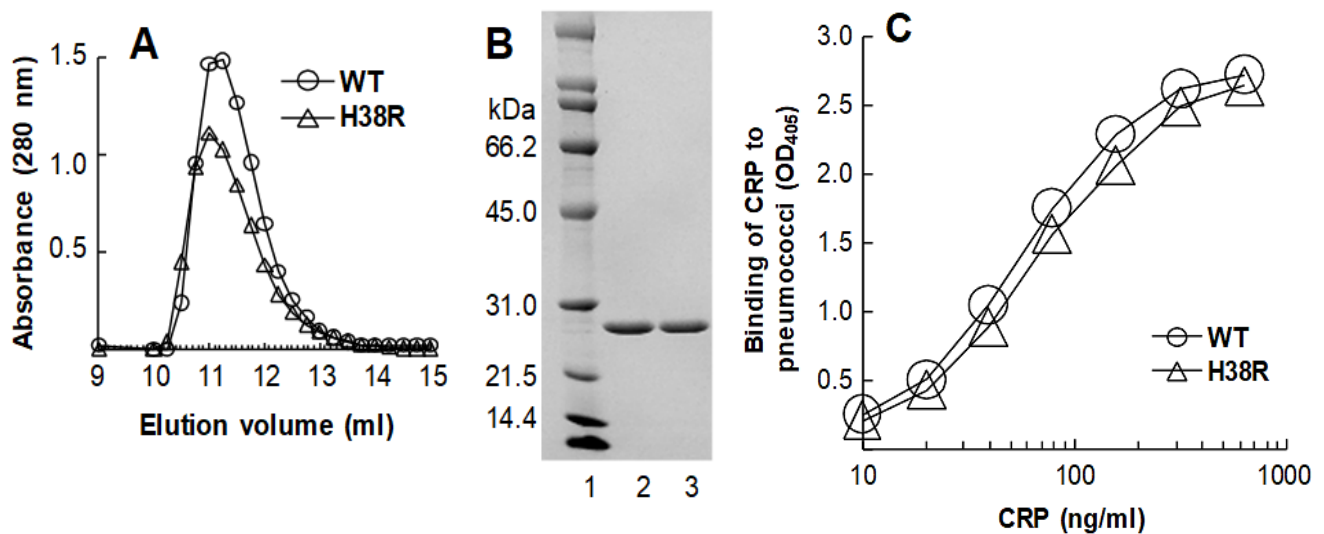 A
1.5
1.0
0.5
Absorbance (280 nm)
WT
H38R
9 10 11 12 13 14 15
Elution volume (ml)
B
kDa
66.2
45.0
31.0
21.5
14.4
1 2 3
C
3.0
2.5
2.0
1.5
1.0
0.5
Binding of CRP to
pneumococci (OD405)
WT
H38R
10 100 1000
CRP (ng/ml)